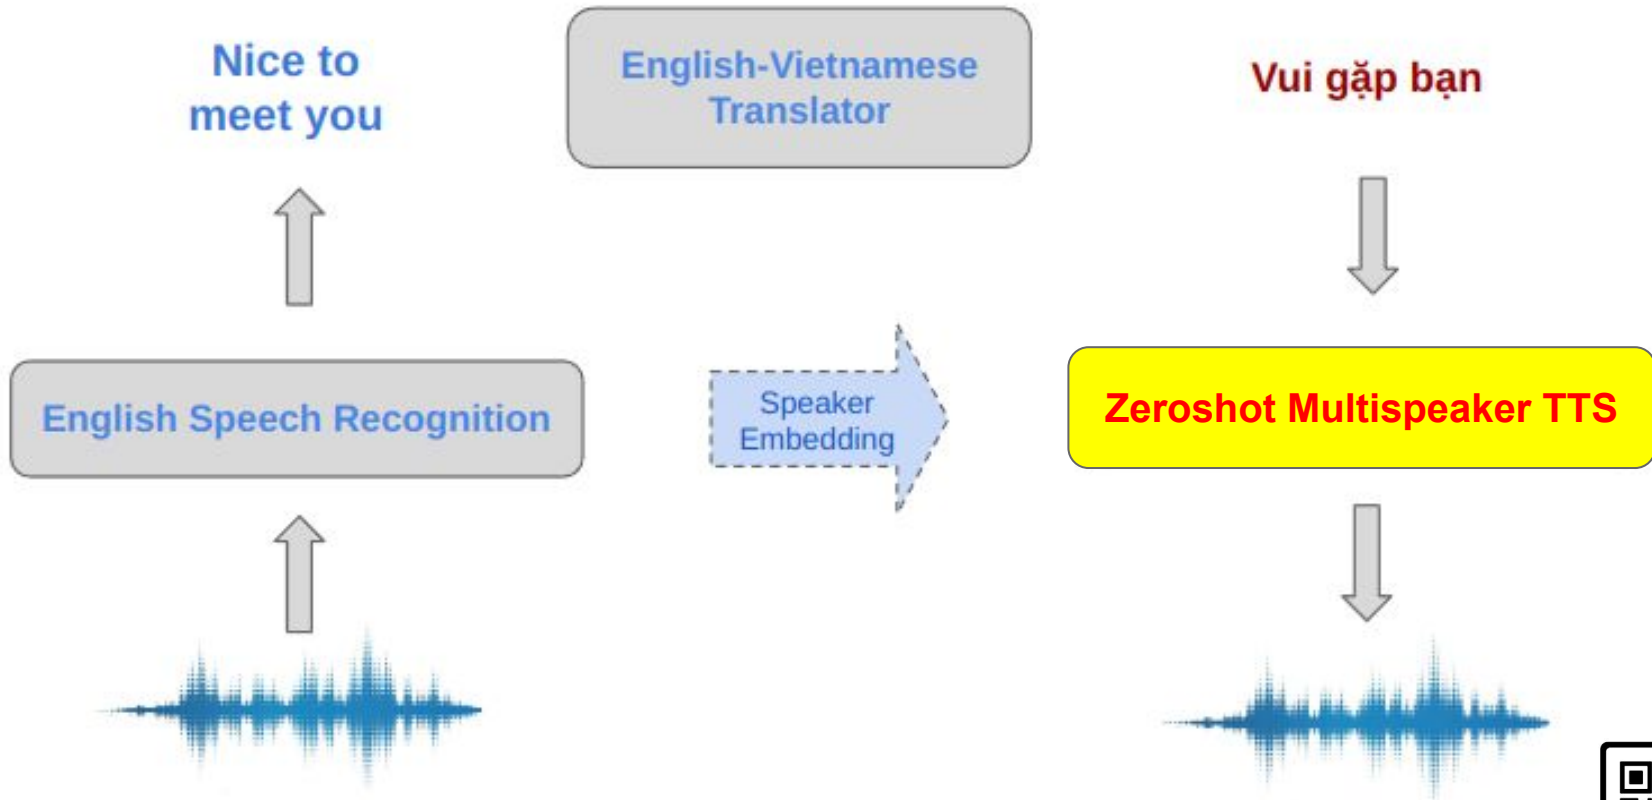 Nice to
meet you
English-Vietnamese
Translator
Vui gặp bạn
English Speech Recognition
Speaker
Embedding
Zeroshot Multispeaker TTS